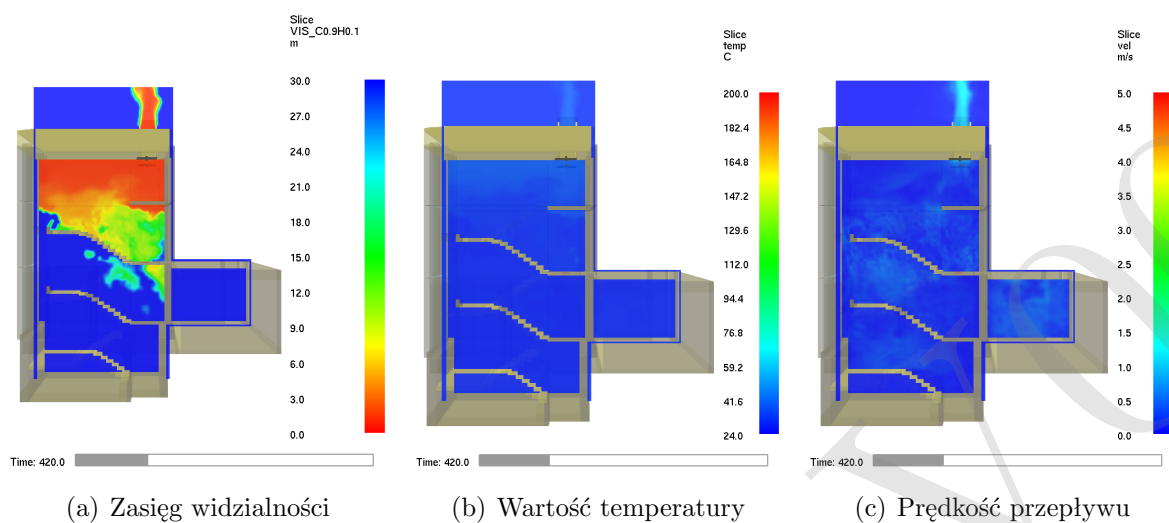 Slice
VIS_C0.9H0.1
m
30.0
27.0
24.0
21.0
18.0
15.0
12.0
9.0
6.0
3.0
0.0
Time: 420.0
(a) Zasięg widzialności
Slice
temp
C
200.0
182.4
164.8
147.2
129.6
112.0
94.4
76.8
59.2
41.6
24.0
Time: 420.0
(b) Wartość temperatury
Slice
vel
m/s
5.0
4.5
4.0
3.5
3.0
2.5
2.0
1.5
1.0
0.5
0.0
Time: 420.0
(c) Prędkość przepływu